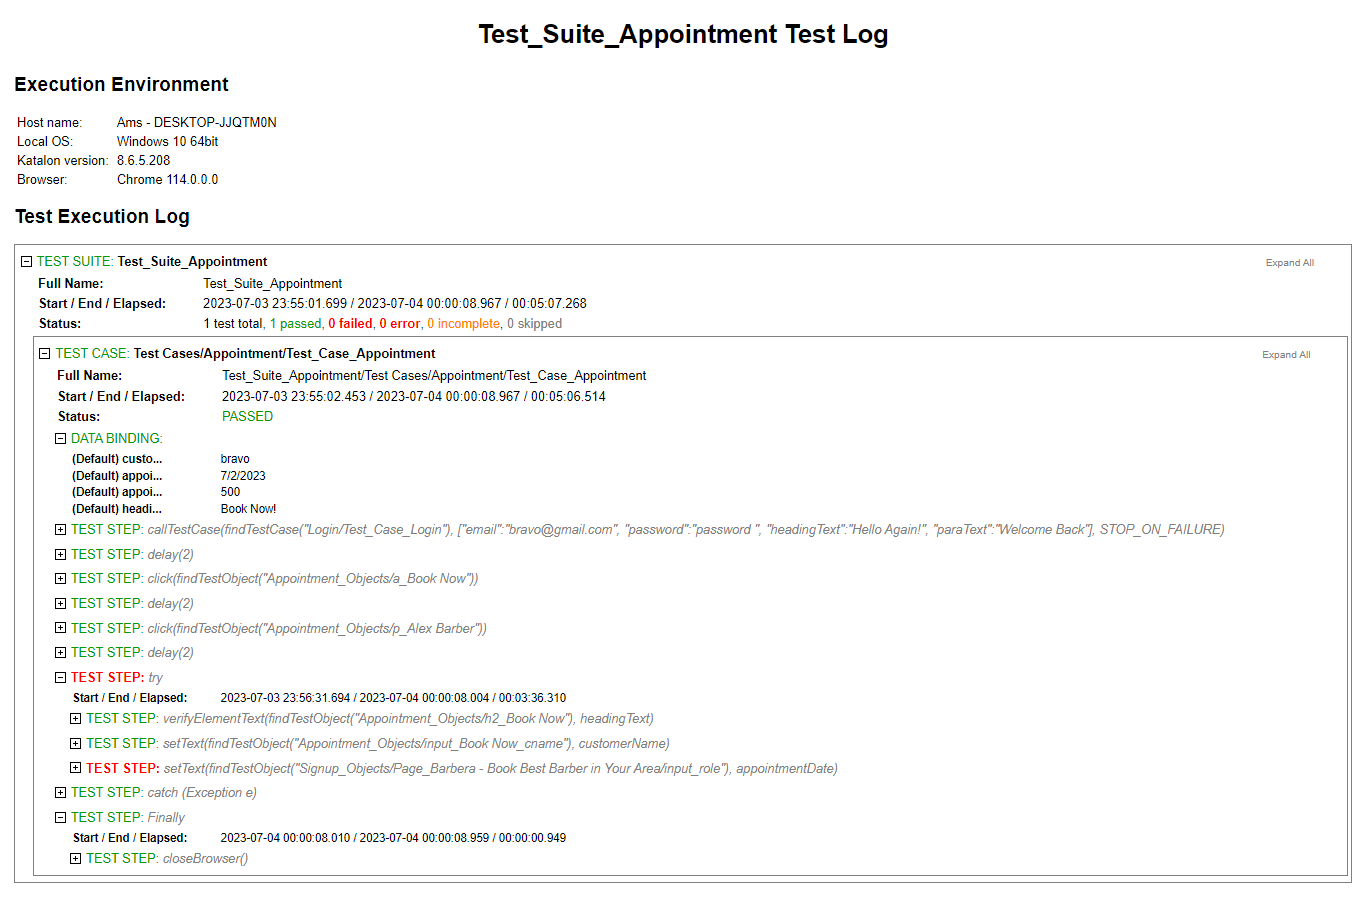 Test_Suite_Appointment Test Log
Execution Environment
Host name: Ams - DESKTOP-JJQTM0N
Local OS: Windows 10 64bit
Katalon version: 8.6.5.208
Browser: Chrome 114.0.0.0
Test Execution Log
TEST SUITE: Test_Suite_Appointment Expand All
Full Name: Test_Suite_Appointment
Start / End / Elapsed: 2023-07-03 23:55:01.699 / 2023-07-04 00:00:08.967 / 00:05:07.268
Status: 1 test total, 1 passed, 0 failed, 0 error, 0 incomplete, 0 skipped
TEST CASE: Test Cases/Appointment/Test_Case_Appointment Expand All
Full Name: Test_Suite_Appointment/Test Cases/Appointment/Test_Case_Appointment
Start / End / Elapsed: 2023-07-03 23:55:02.453 / 2023-07-04 00:00:08.967 / 00:05:06.514
Status: PASSED
DATA BINDING:
(Default) custo... bravo
(Default) appoi... 7/2/2023
(Default) appoi... 500
(Default) headi... Book Now!
TEST STEP: callTestCase(findTestCase("Login/Test_Case_Login"), ["email":"bravo@gmail.com", "password":"password ", "headingText":"Hello Again!", "paraText":"Welcome Back"], STOP_ON_FAILURE)
TEST STEP: delay(2)
TEST STEP: click(findTestObject("Appointment_Objects/a_Book Now"))
TEST STEP: delay(2)
TEST STEP: click(findTestObject("Appointment_Objects/p_Alex Barber"))
TEST STEP: delay(2)
TEST STEP: try
Start / End / Elapsed: 2023-07-03 23:56:31.694 / 2023-07-04 00:00:08.004 / 00:03:36.310
TEST STEP: verifyElementText(findTestObject("Appointment_Objects/h2_Book Now"), headingText)
TEST STEP: setText(findTestObject("Appointment_Objects/input_Book Now_cname"), customerName)
TEST STEP: setText(findTestObject("Signup_Objects/Page_Barbera - Book Best Barber in Your Area/input_role"), appointmentDate)
TEST STEP: catch (Exception e)
TEST STEP: Finally
Start / End / Elapsed: 2023-07-04 00:00:08.010 / 2023-07-04 00:00:08.959 / 00:00:00.949
TEST STEP: closeBrowser()